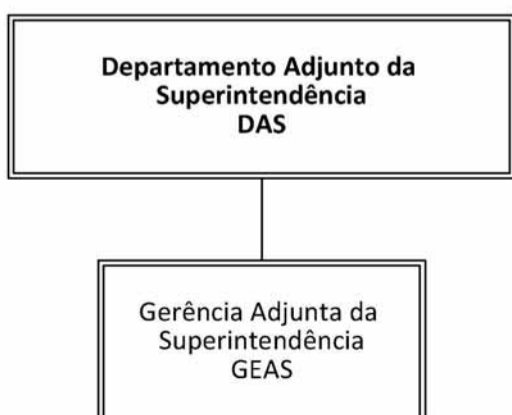 Departamento Adjunto da
Superintendência
DAS
Gerência Adjunta da
Superintendência
GEAS